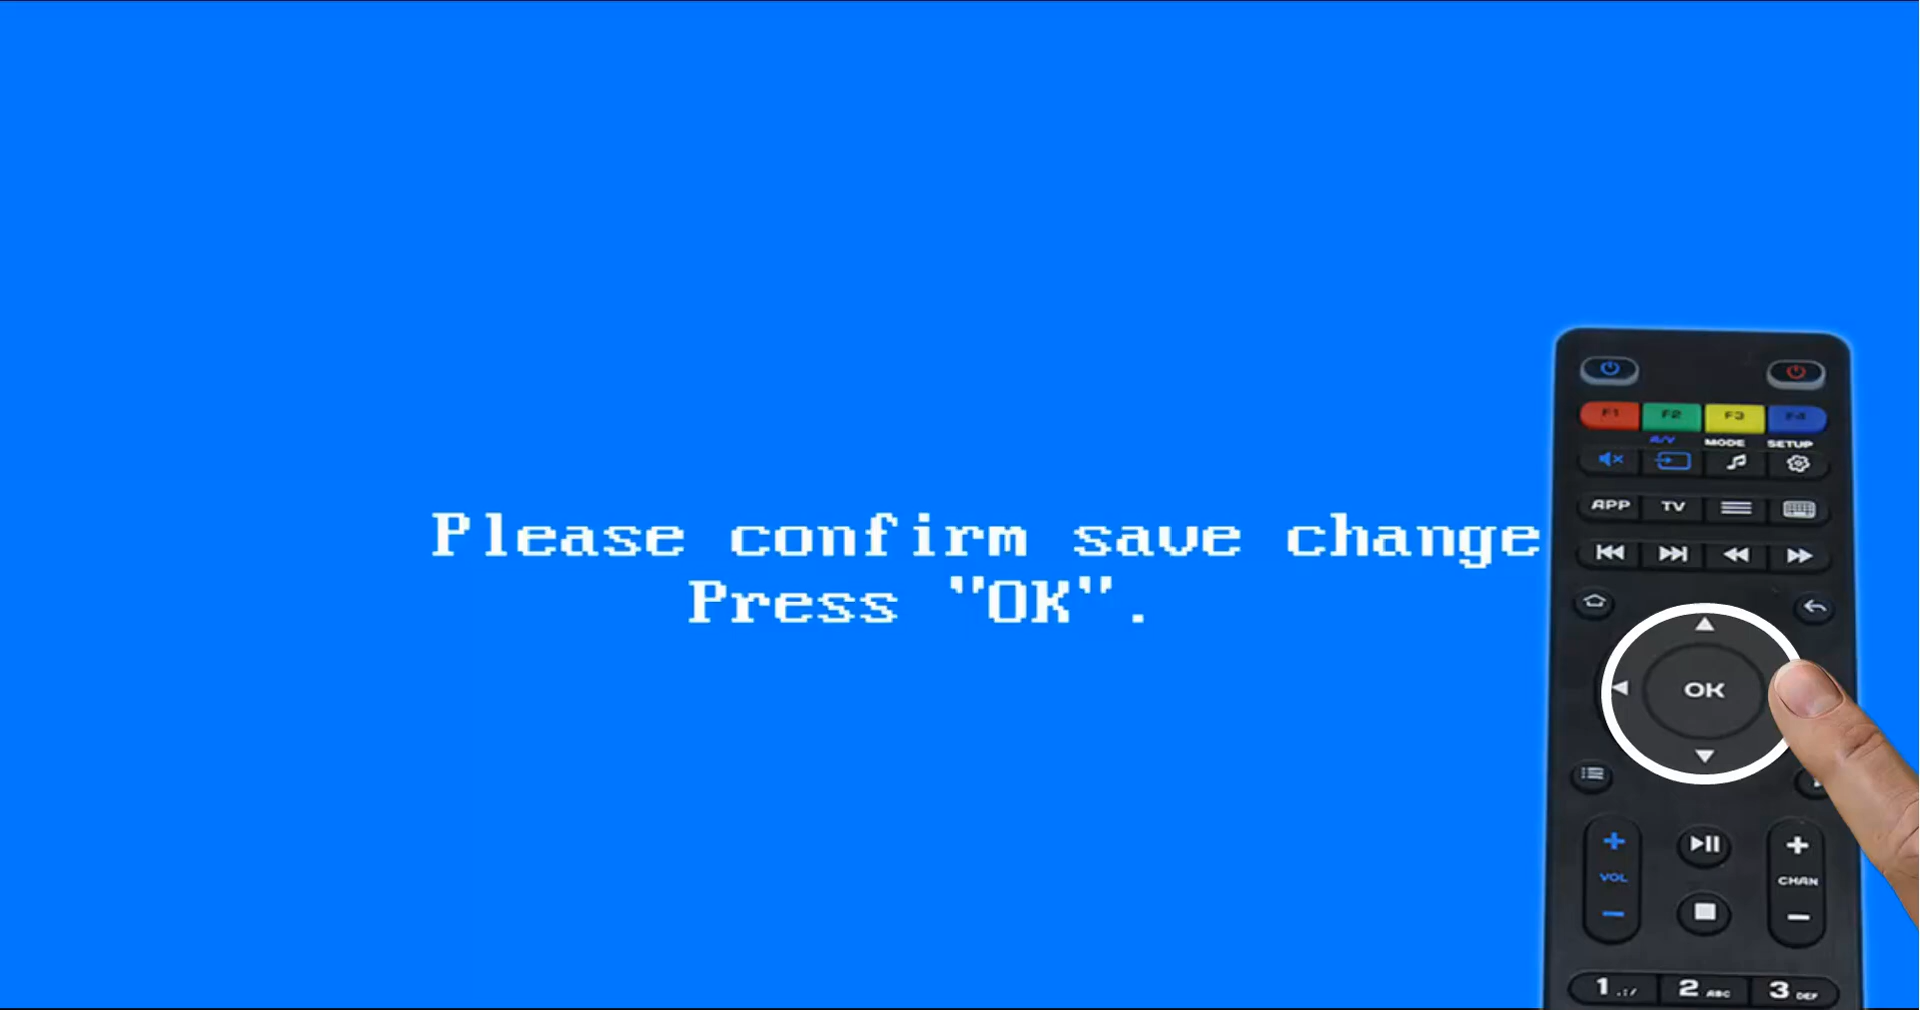 Please confirm save change
Press "OK".
F1 F2 F3 F4
A/V MODE SETUP
APP TV
OK
+ +
VOL CHAN
- -
1 .:/ 2 ABC 3 DEF